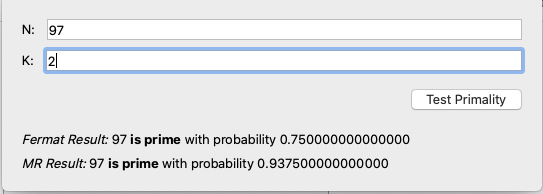 N: 97
K: 2
Test Primality
Fermat Result: 97 is prime with probability 0.750000000000000
MR Result: 97 is prime with probability 0.937500000000000